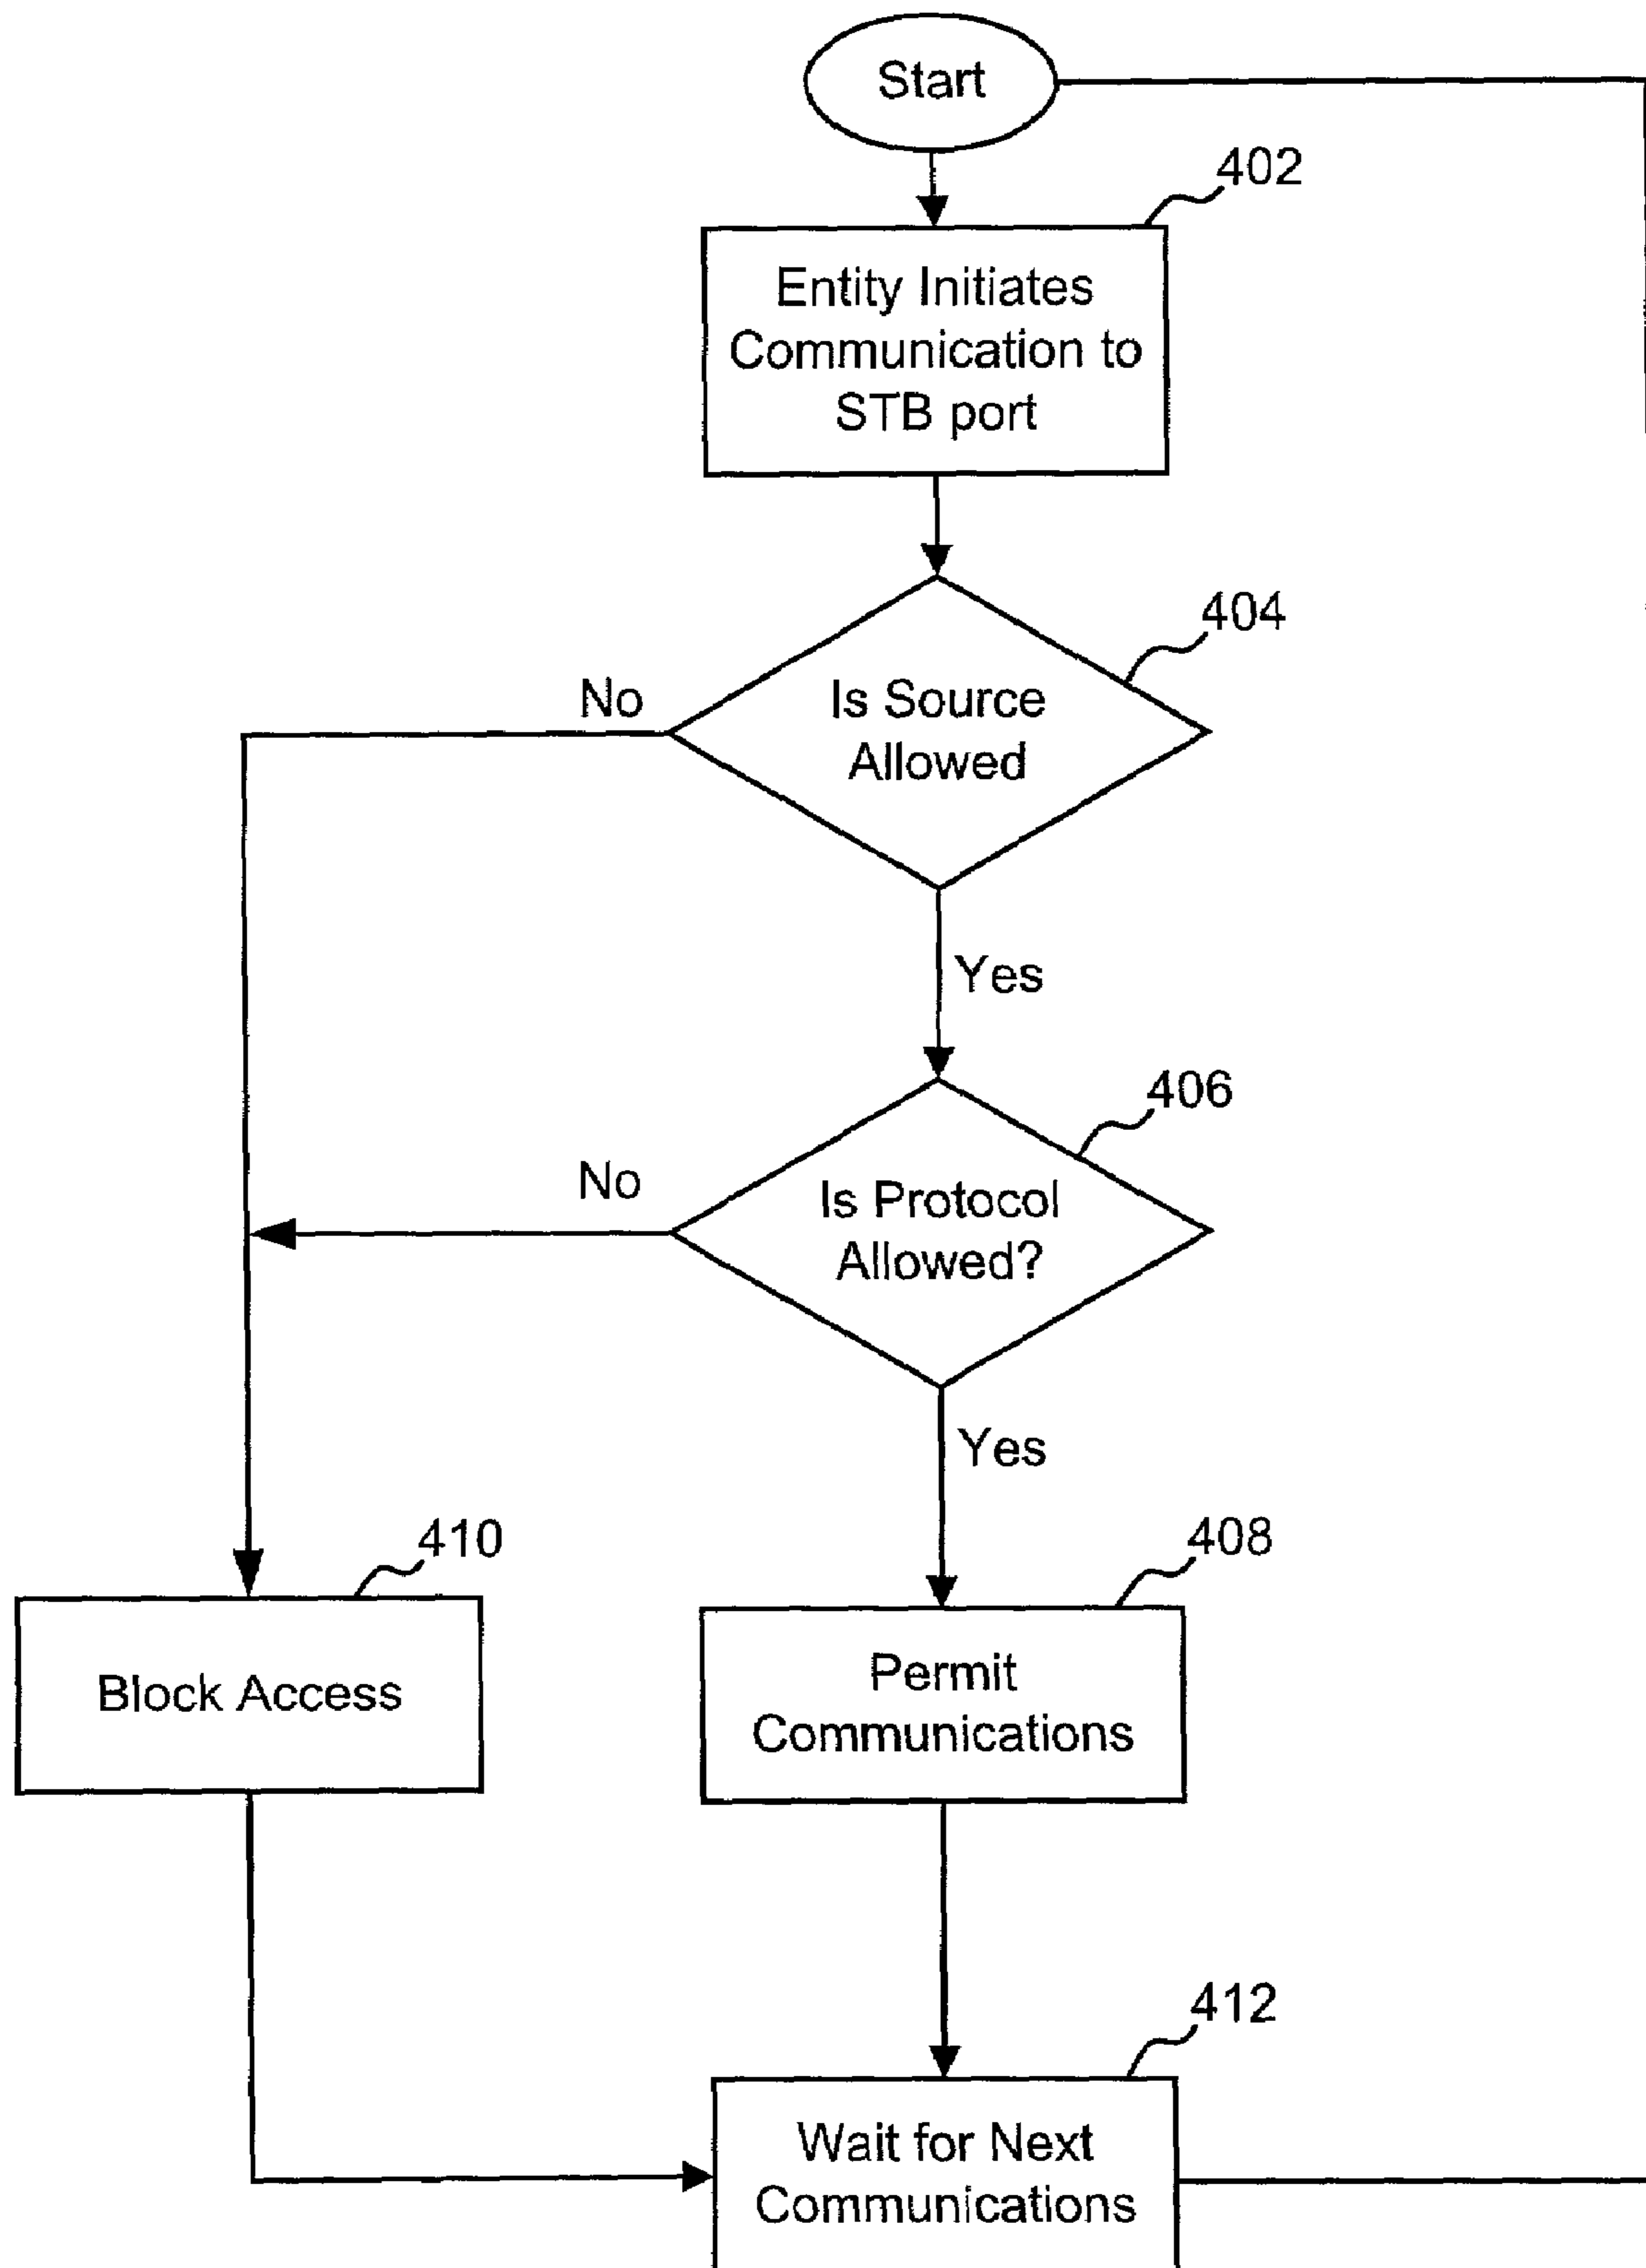 Start
402
Entity Initiates
Communication to
STB port
404
No
Is Source
Allowed
Yes
406
No
Is Protocol
Allowed?
Yes
410
408
Block Access
Permit
Communications
412
Wait for Next
Communications